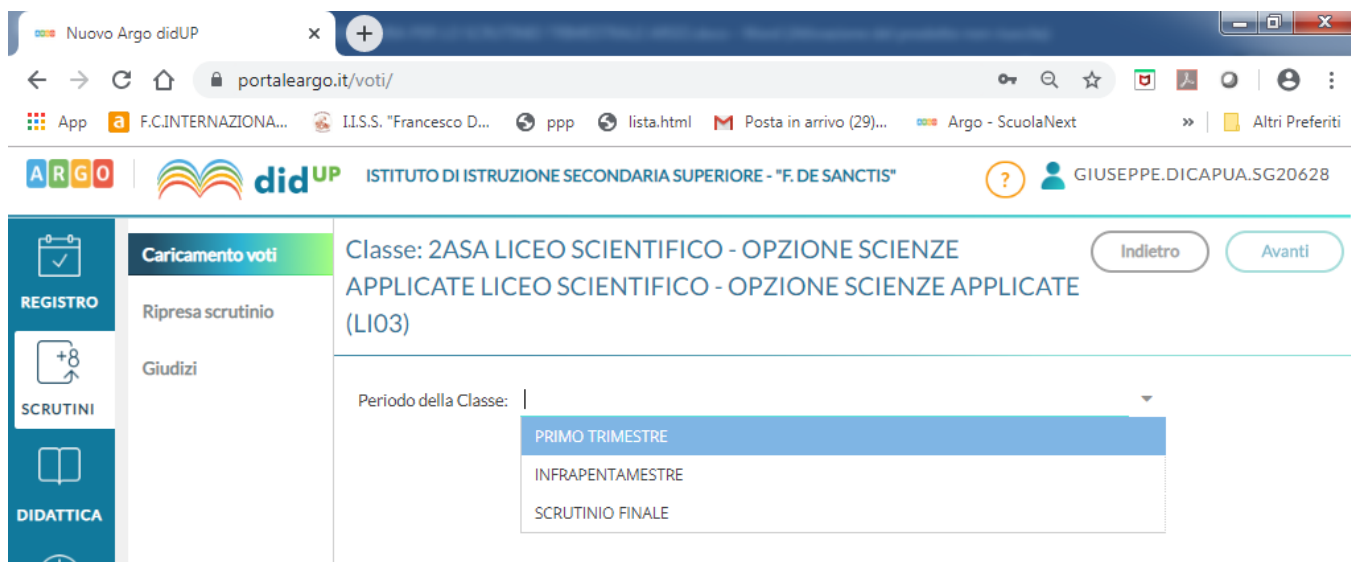 Nuovo Argo didUP
portaleargo.it/voti/
App
F.C.INTERNAZIONA...
I.I.S.S. "Francesco D...
ppp
lista.html
Posta in arrivo (29)...
Argo - ScuolaNext
»
Altri Preferiti
ARGO
didUP
ISTITUTO DI ISTRUZIONE SECONDARIA SUPERIORE - "F. DE SANCTIS"
?
GIUSEPPE.DICAPUA.SG20628
REGISTRO
+8
SCRUTINI
DIDATTICA
Caricamento voti
Ripresa scrutinio
Giudizi
Classe: 2ASA LICEO SCIENTIFICO - OPZIONE SCIENZE
APPLICATE LICEO SCIENTIFICO - OPZIONE SCIENZE APPLICATE
(LI03)
Indietro
Avanti
Periodo della Classe:
PRIMO TRIMESTRE
INFRAPENTAMESTRE
SCRUTINIO FINALE